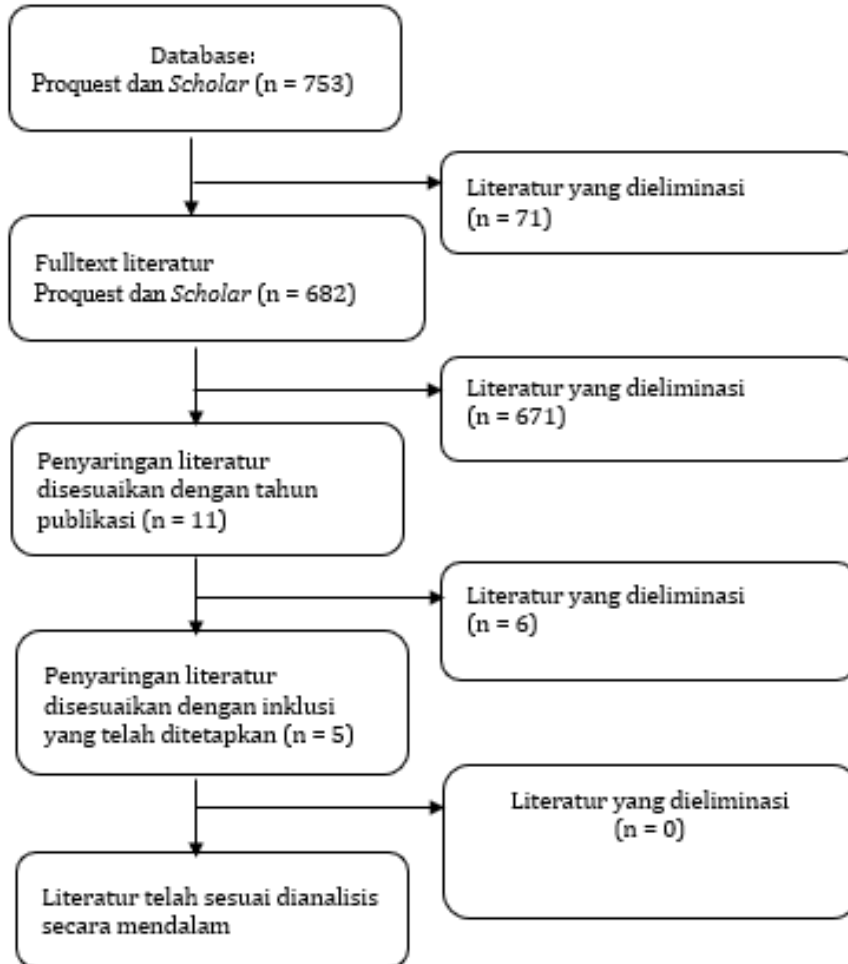 Database:
Proquest dan Scholar (n = 753)
Literatur yang dieliminasi
(n = 71)
Fulltext literatur
Proquest dan Scholar (n = 682)
Literatur yang dieliminasi
(n = 671)
Penyaringan literatur
disesuaikan dengan tahun
publikasi (n = 11)
Literatur yang dieliminasi
(n = 6)
Penyaringan literatur
disesuaikan dengan inklusi
yang telah ditetapkan (n = 5)
Literatur yang dieliminasi
(n = 0)
Literatur telah sesuai dianalisis
secara mendalam